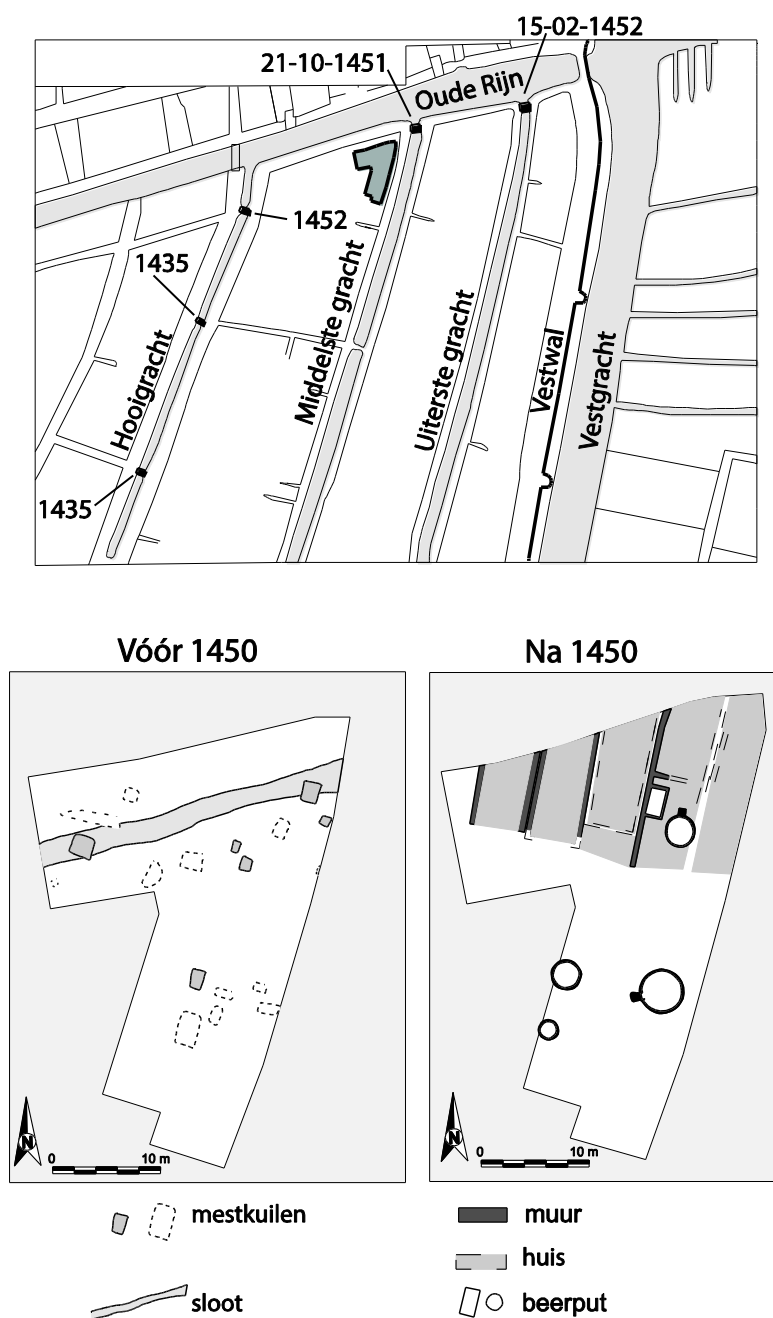 15-02-1452
21-10-1451
Oude Rijn
1452
1435
Hooigracht
Middelste gracht
Uiterste gracht
Vestwal
Vestgracht
1435
Vóór 1450
Na 1450
N
0 10 m
N
0 10 m
mestkuilen
sloot
muur
huis
beerput